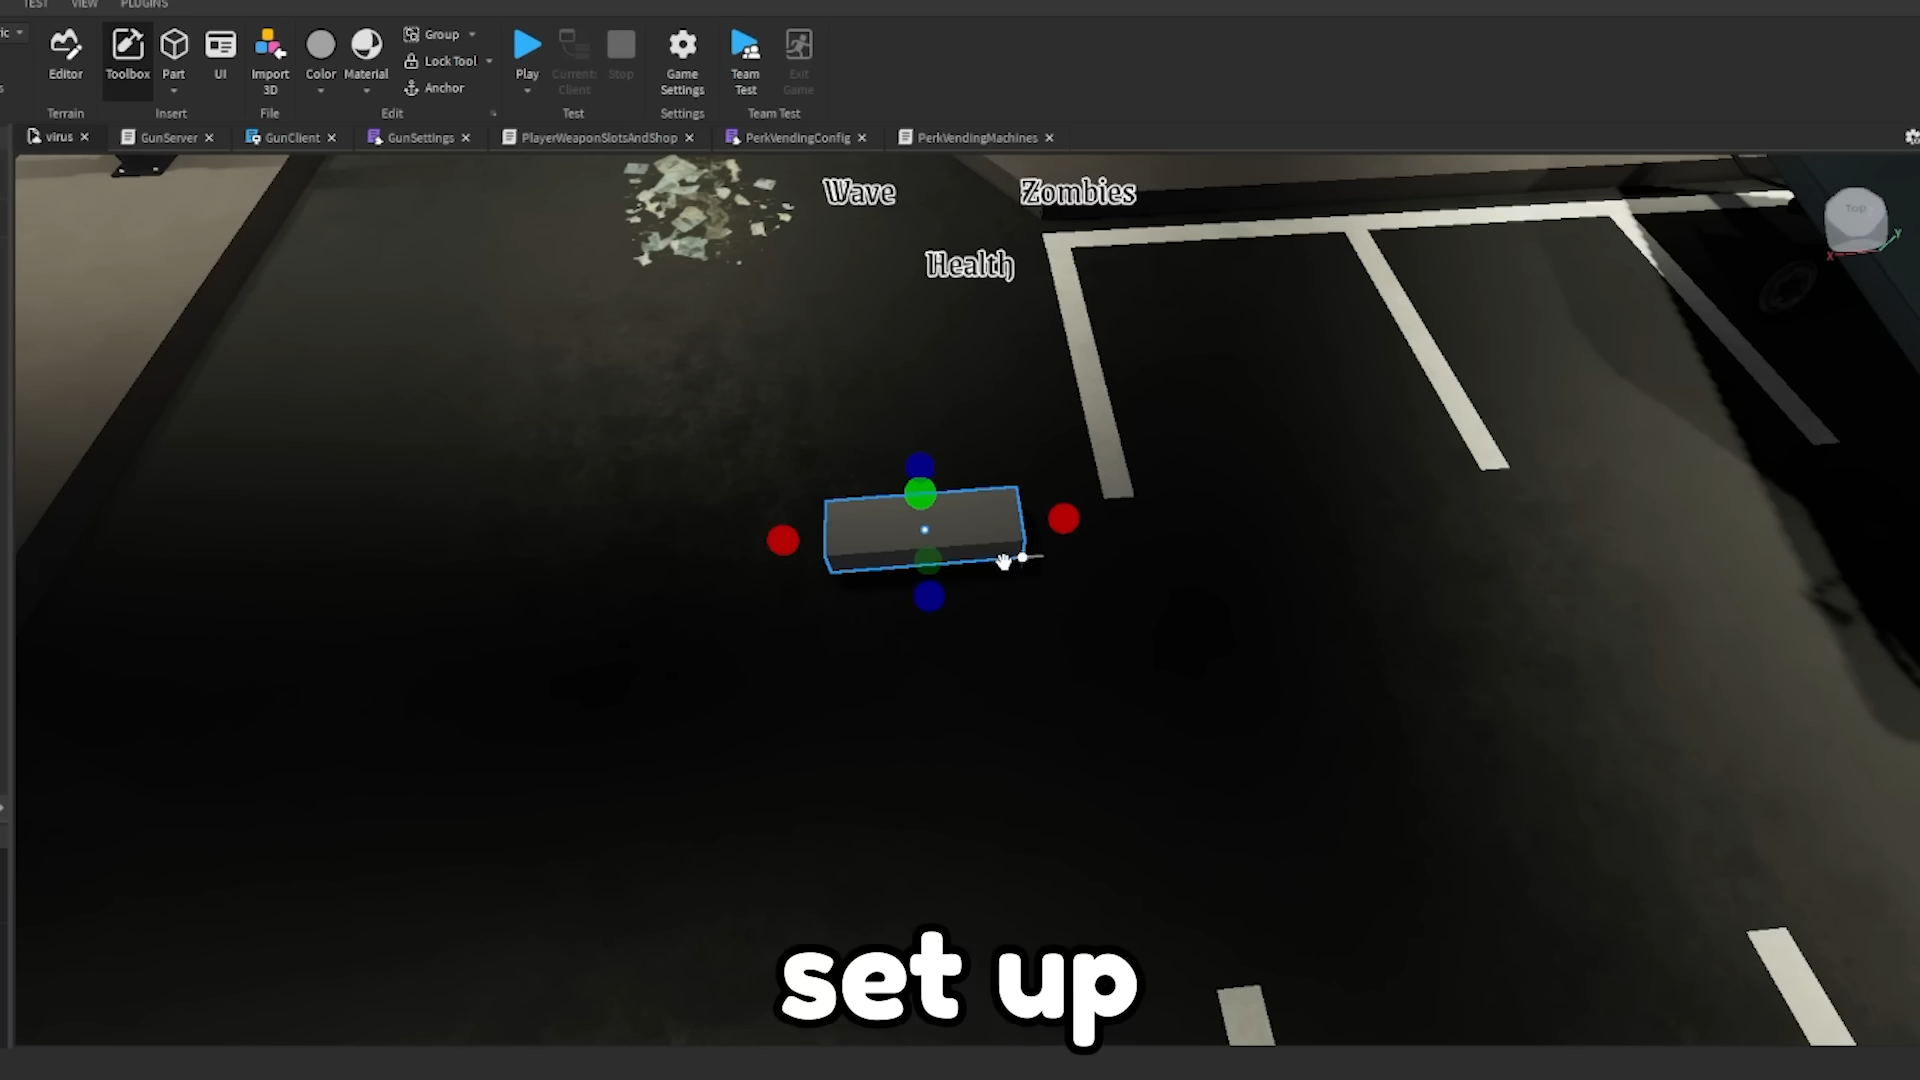 TEST VIEW PLUGINS
ic
Editor Toolbox Part UI Import 3D Color Material Group Lock Tool Anchor Play Current: Client Stop Game Settings Team Test Exit Game
Terrain Insert File Edit Test Settings Team Test
virus GunServer GunClient GunSettings PlayerWeaponSlotsAndShop PerkVendingConfig PerkVendingMachines
Wave Zombies
Top
Y
X
Health
set up